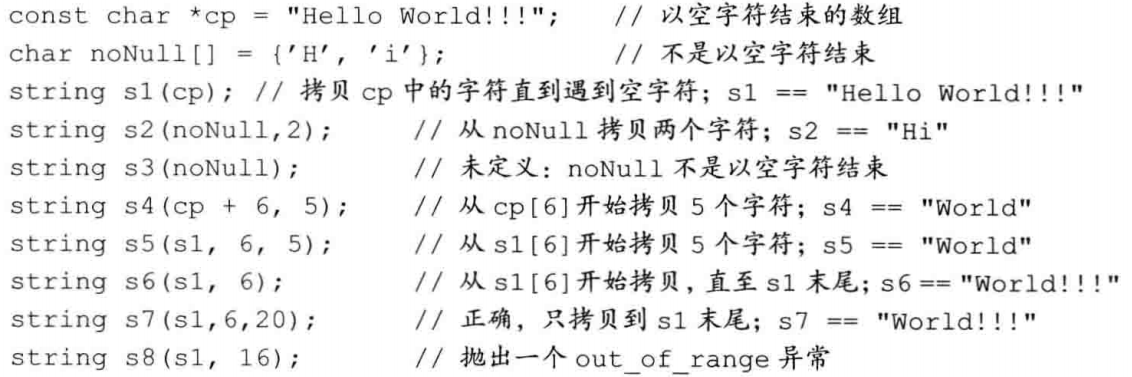 const char *cp = "Hello World!!!"; // 以空字符结束的数组
char noNull[] = {'H', 'i'}; // 不是以空字符结束
string s1(cp); // 拷贝 cp 中的字符直到遇到空字符; s1 == "Hello World!!!"
string s2(noNull,2); // 从 noNull 拷贝两个字符; s2 == "Hi"
string s3(noNull); // 未定义: noNull 不是以空字符结束
string s4(cp + 6, 5); // 从 cp[6]开始拷贝 5 个字符; s4 == "World"
string s5(s1, 6, 5); // 从 s1[6]开始拷贝 5 个字符; s5 == "World"
string s6(s1, 6); // 从 s1[6]开始拷贝, 直至 s1 末尾; s6 == "World!!!"
string s7(s1,6,20); // 正确, 只拷贝到 s1 末尾; s7 == "World!!!"
string s8(s1, 16); // 抛出一个 out_of_range 异常